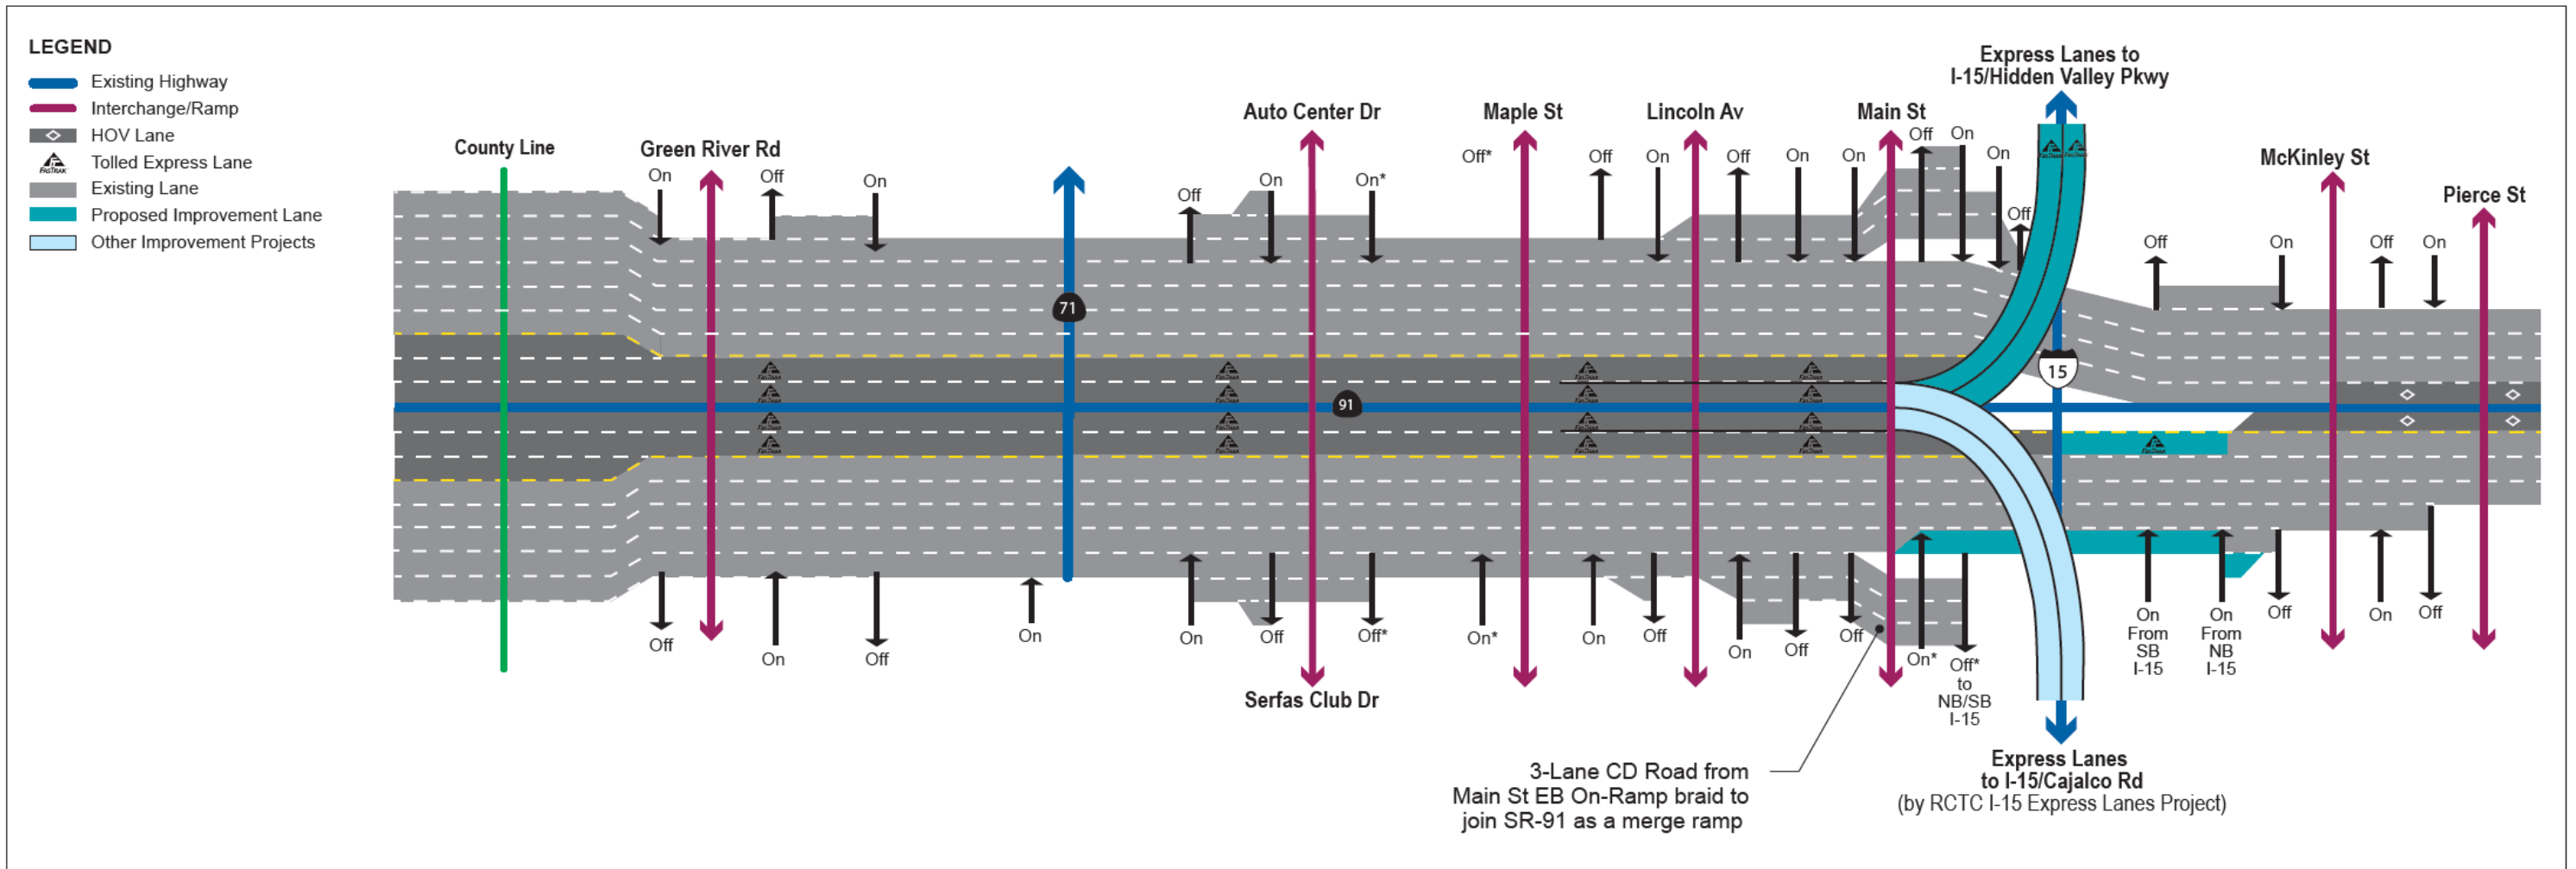 LEGEND
Existing Highway
Interchange/Ramp
HOV Lane
FASTRAK
Tolled Express Lane
Existing Lane
Proposed Improvement Lane
Other Improvement Projects
County Line
Green River Rd
Auto Center Dr
Maple St
Lincoln Av
Main St
Express Lanes to
I-15/Hidden Valley Pkwy
McKinley St
Pierce St
On
Off
On
Off
On
On*
Off*
Off
On
Off
On
On
Off
On
On
Off
Off
On
Off
On
71
91
15
Off
On
Off
On
On
Off
Off*
On*
On
Off
On
Off
Off
On*
Off*
to
NB/SB
I-15
On
From
SB
I-15
On
From
NB
I-15
Off
On
Off
Serfas Club Dr
3-Lane CD Road from
Main St EB On-Ramp braid to
join SR-91 as a merge ramp
Express Lanes
to I-15/Cajalco Rd
(by RCTC I-15 Express Lanes Project)